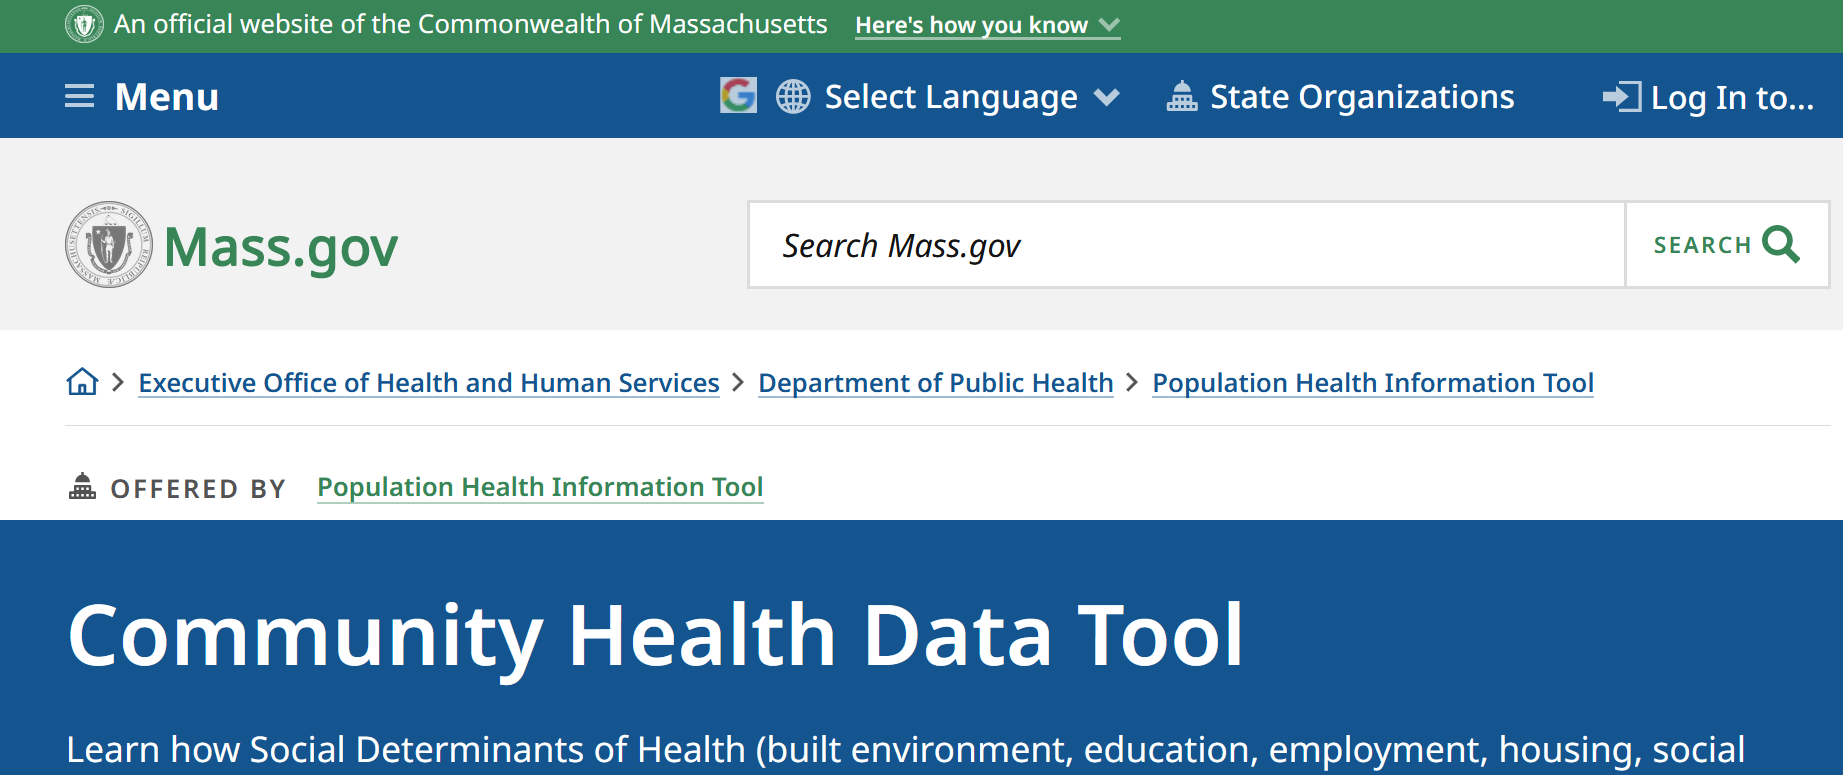 An official website of the Commonwealth of Massachusetts Here's how you know
Menu Select Language State Organizations Log In to...
Mass.gov Search Mass.gov SEARCH
Executive Office of Health and Human Services > Department of Public Health > Population Health Information Tool
OFFERED BY Population Health Information Tool
Community Health Data Tool
Learn how Social Determinants of Health (built environment, education, employment, housing, social